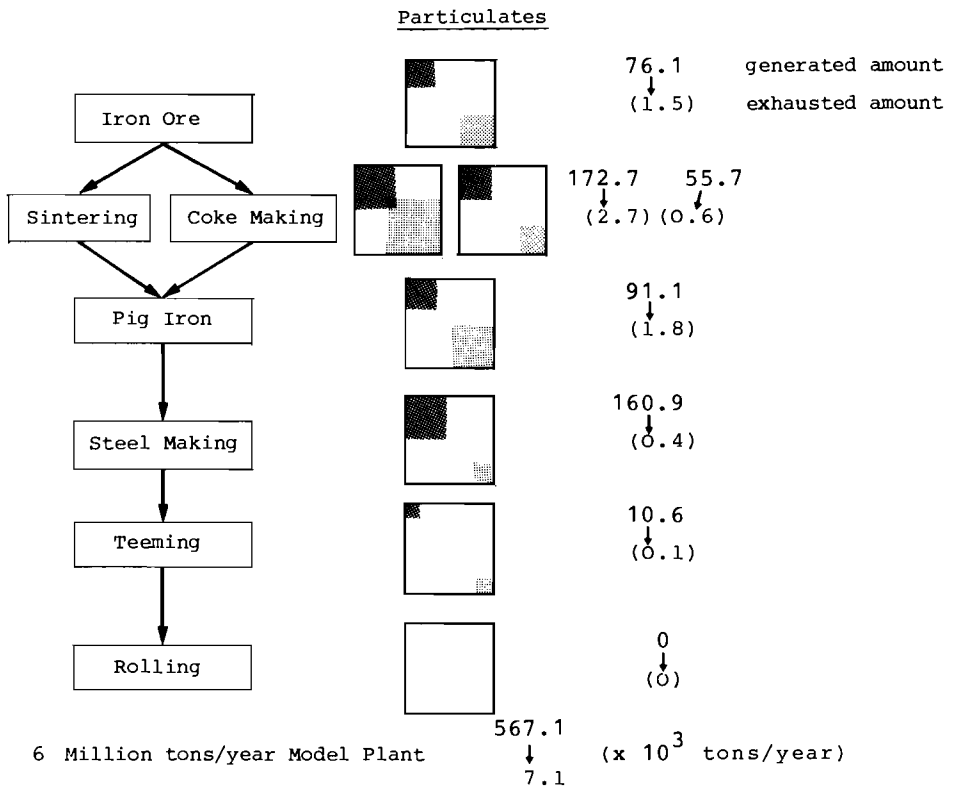 Particulates
76.1 generated amount
(1.5) exhausted amount
Iron Ore
Sintering
Coke Making
172.7 55.7
(2.7) (0.6)
Pig Iron
91.1
(1.8)
Steel Making
160.9
(0.4)
Teeming
10.6
(0.1)
Rolling
0
(0)
567.1
6 Million tons/year Model Plant (x 10³ tons/year)
7.1